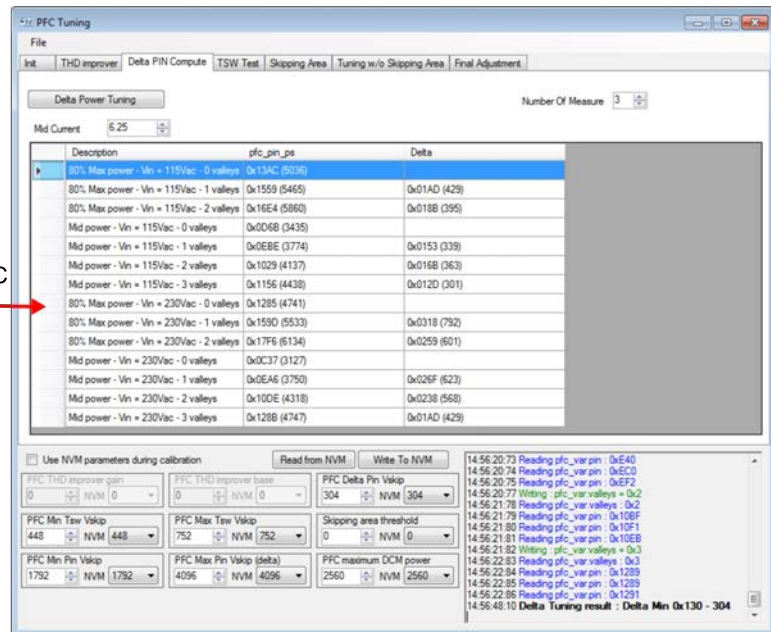 PFC Tuning
File
Init THD improver Delta PIN Compute TSW Test Skipping Area Tuning w/o Skipping Area Final Adjustment
Delta Power Tuning Number Of Measure 3
Mid Current 6.25
Description pfc_pin_ps Delta
80% Max power - Vin = 115Vac - 0 valleys 0x13AC (5036)
80% Max power - Vin = 115Vac - 1 valleys 0x1559 (5465) 0x01AD (429)
80% Max power - Vin = 115Vac - 2 valleys 0x16E4 (5860) 0x018B (395)
Mid power - Vin = 115Vac - 0 valleys 0x0D6B (3435)
Mid power - Vin = 115Vac - 1 valleys 0x0EBE (3774) 0x0153 (339)
Mid power - Vin = 115Vac - 2 valleys 0x1029 (4137) 0x016B (363)
Mid power - Vin = 115Vac - 3 valleys 0x1156 (4438) 0x012D (301)
C
80% Max power - Vin = 230Vac - 0 valleys 0x1285 (4741)
80% Max power - Vin = 230Vac - 1 valleys 0x159D (5533) 0x0318 (792)
80% Max power - Vin = 230Vac - 2 valleys 0x17F6 (6134) 0x0259 (601)
Mid power - Vin = 230Vac - 0 valleys 0x0C37 (3127)
Mid power - Vin = 230Vac - 1 valleys 0x0EA6 (3750) 0x026F (623)
Mid power - Vin = 230Vac - 2 valleys 0x10DE (4318) 0x0238 (568)
Mid power - Vin = 230Vac - 3 valleys 0x128B (4747) 0x01AD (429)
Use NVM parameters during calibration Read from NVM Write To NVM
PFC THD improver gain PFC THD improver base PFC Delta Pin Vskip
0 NVM 0 0 NVM 0 304 NVM 304
PFC Min Tsw Vskip PFC Max Tsw Vskip Skipping area threshold
448 NVM 448 752 NVM 752 0 NVM 0
PFC Min Pin Vskip PFC Max Pin Vskip (delta) PFC maximum DCM power
1792 NVM 1792 4096 NVM 4096 2560 NVM 2560
14:56:20:73 Reading pfc_var.pin : 0xE40
14:56:20:74 Reading pfc_var.pin : 0xEC0
14:56:20:75 Reading pfc_var.pin : 0xEF2
14:56:20:77 Writing : pfc_var.valleys = 0x2
14:56:21:78 Reading pfc_var.valleys : 0x2
14:56:21:79 Reading pfc_var.pin : 0x10BF
14:56:21:80 Reading pfc_var.pin : 0x10F1
14:56:21:81 Reading pfc_var.pin : 0x10EB
14:56:21:82 Writing : pfc_var.valleys = 0x3
14:56:22:83 Reading pfc_var.valleys : 0x3
14:56:22:84 Reading pfc_var.pin : 0x1289
14:56:22:85 Reading pfc_var.pin : 0x1289
14:56:22:86 Reading pfc_var.pin : 0x1291
14:56:48:10 Delta Tuning result : Delta Min 0x130 - 304